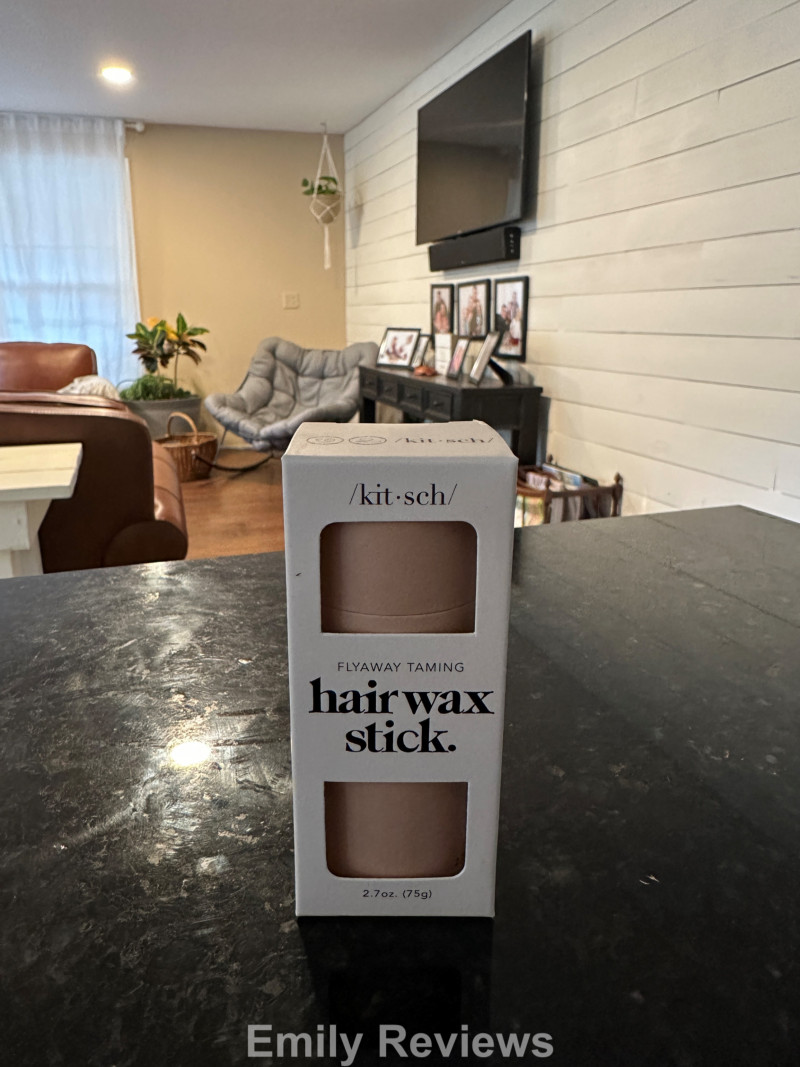 /kit·sch/
/kit·sch/
FLYAWAY TAMING
hair wax
stick.
2.7oz. (75g)
Emily Reviews